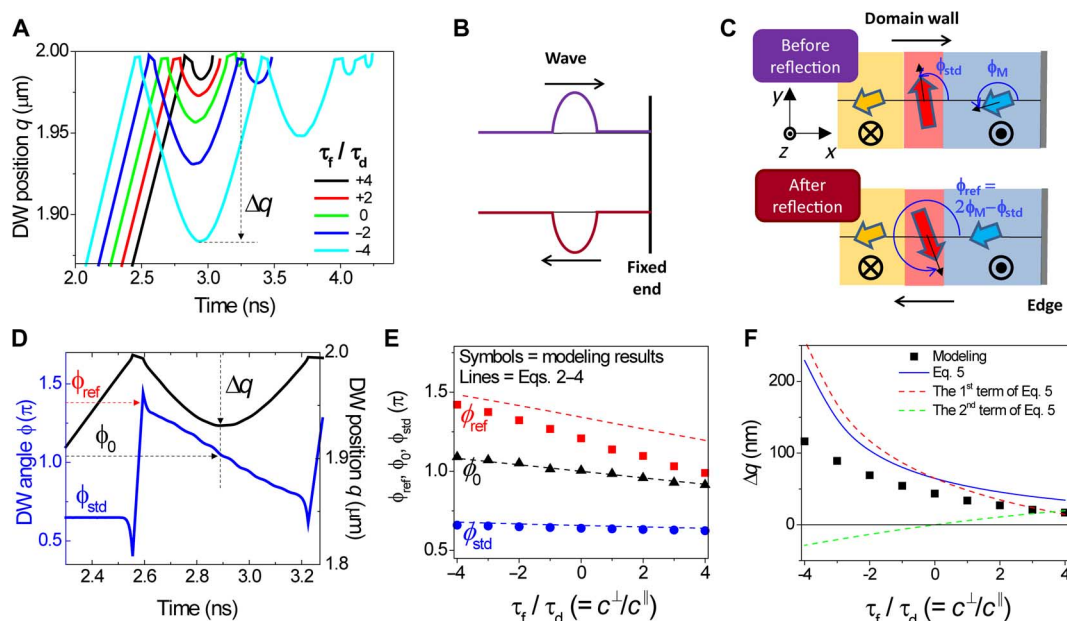 A
DW position q (μm)
2.00
1.95
1.90
2.0
2.5
3.0
3.5
4.0
Time (ns)
τf / τd
+4
+2
0
−2
−4
Δq
B
Wave
Fixed
end
C
Domain wall
Before
reflection
ϕstd
ϕM
y
z
x
After
reflection
ϕref =
2ϕM−ϕstd
Edge
D
DW angle ϕ (π)
1.5
1.0
0.5
ϕref
ϕ0
ϕstd
Δq
2.0
1.9
1.8
DW position q (μm)
2.4
2.6
2.8
3.0
3.2
Time (ns)
E
Symbols = modeling results
Lines = Eqs. 2–4
ϕref, ϕ0, ϕstd (π)
1.5
1.0
0.5
ϕref
ϕ0
ϕstd
-4
-2
0
2
4
τf / τd (= c⊥/c∥)
F
Modeling
Eq. 5
The 1st term of Eq. 5
The 2nd term of Eq. 5
Δq (nm)
200
100
0
-4
-2
0
2
4
τf / τd (= c⊥/c∥)